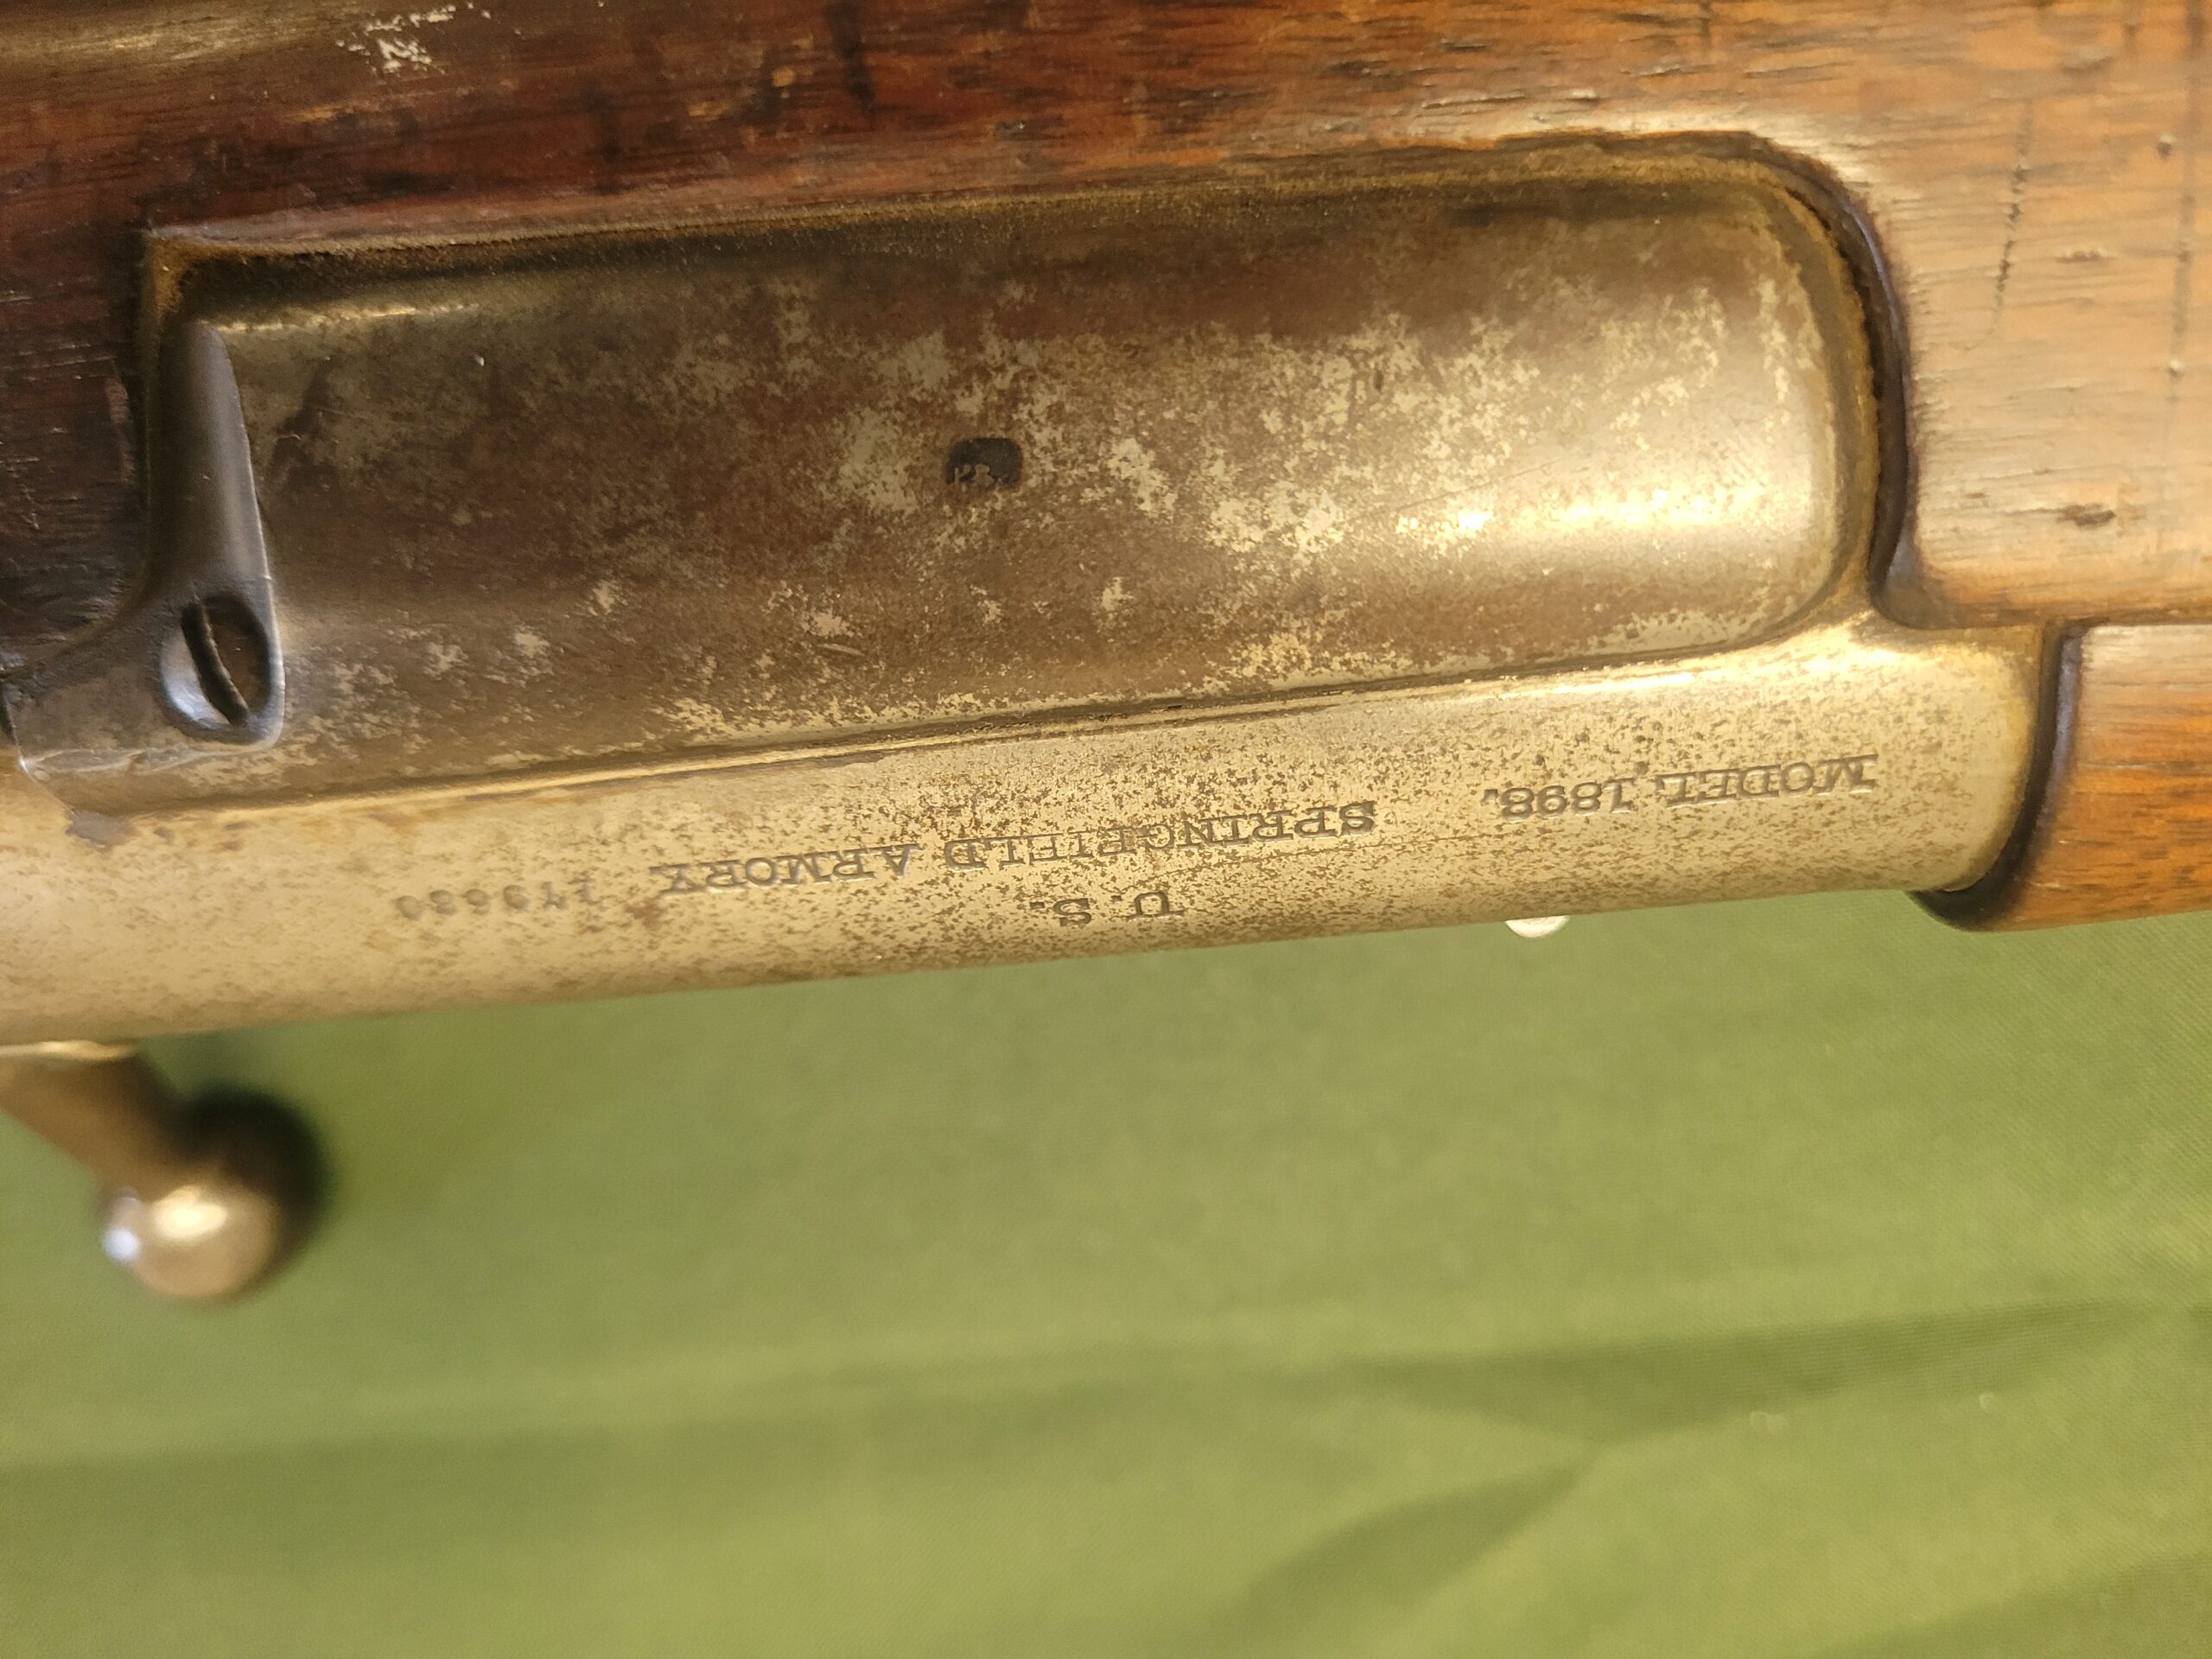 U. S.
MODEL 1898. SPRINGFIELD ARMORY.